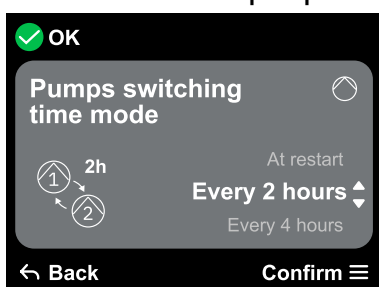 OK
Pumps switching
time mode
2h
1
2
At restart
Every 2 hours
Every 4 hours
Back
Confirm